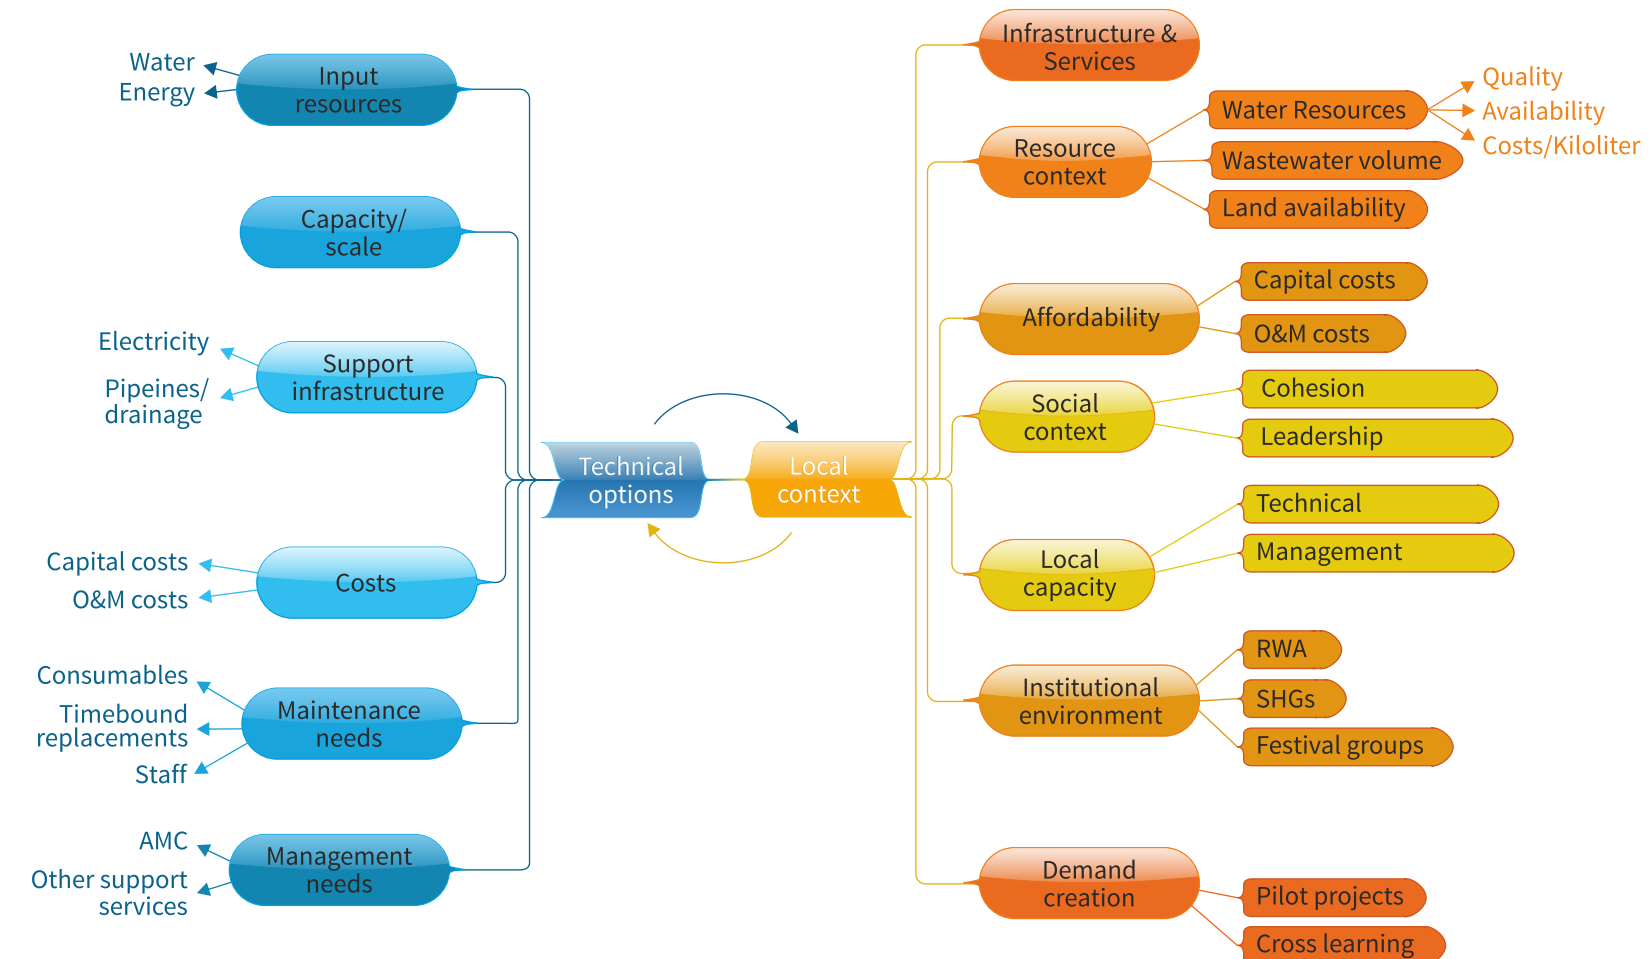 Water
Energy
Input
resources
Capacity/
scale
Electricity
Pipeines/
drainage
Support
infrastructure
Capital costs
O&M costs
Costs
Consumables
Timebound
replacements
Staff
Maintenance
needs
AMC
Other support
services
Management
needs
Technical
options
Local
context
Infrastructure &
Services
Resource
context
Water Resources
Quality
Availability
Costs/Kiloliter
Wastewater volume
Land availability
Affordability
Capital costs
O&M costs
Social
context
Cohesion
Leadership
Local
capacity
Technical
Management
Institutional
environment
RWA
SHGs
Festival groups
Demand
creation
Pilot projects
Cross learning